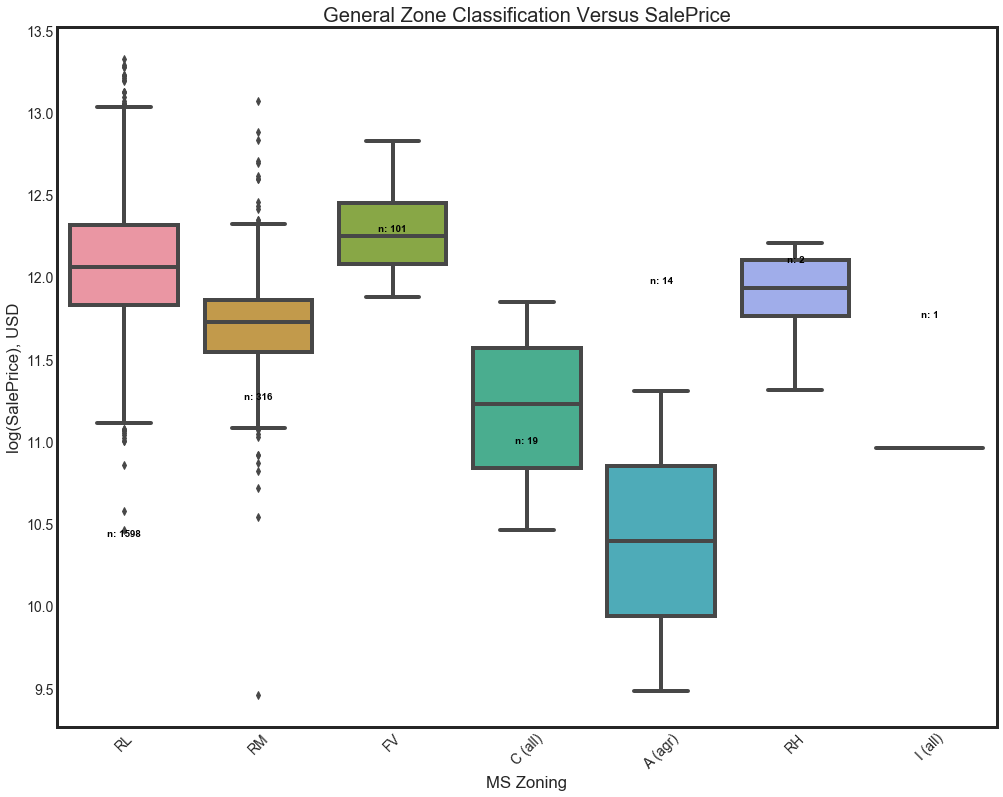 General Zone Classification Versus SalePrice
13.5
13.0
12.5
12.0
11.5
11.0
10.5
10.0
9.5
log(SalePrice), USD
n: 1598
n: 316
n: 101
n: 19
n: 14
n: 2
n: 1
RL
RM
FV
C (all)
A (agr)
RH
I (all)
MS Zoning